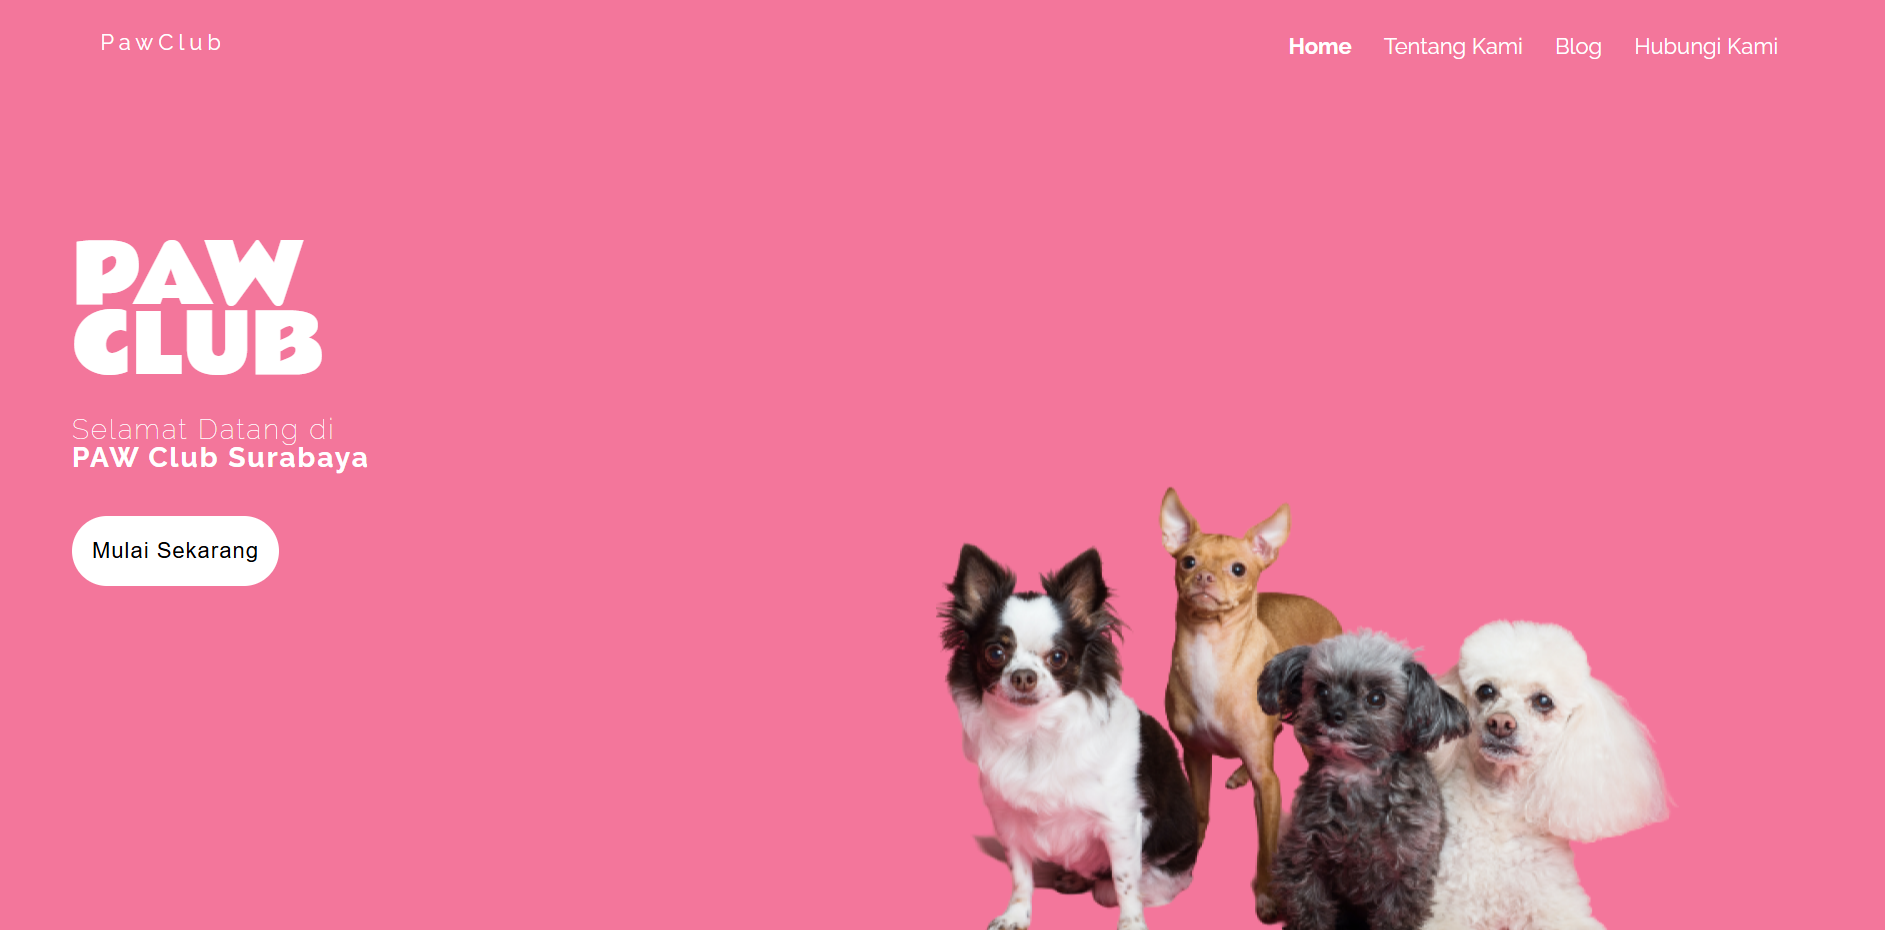 PawClub
Home Tentang Kami Blog Hubungi Kami
PAW
CLUB
Selamat Datang di
PAW Club Surabaya
Mulai Sekarang